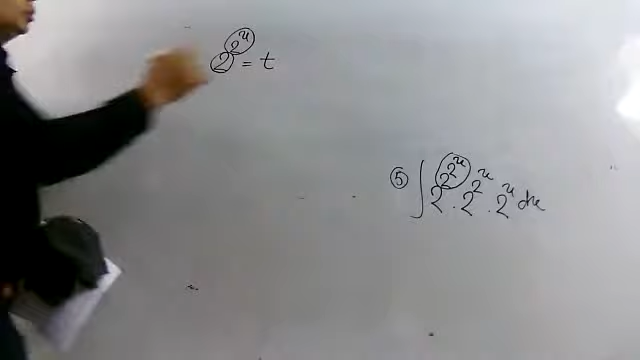 2^{2^x} = t
⑤ ∫ 2^{2^{2^x}} . 2^{2^x} . 2^x dx